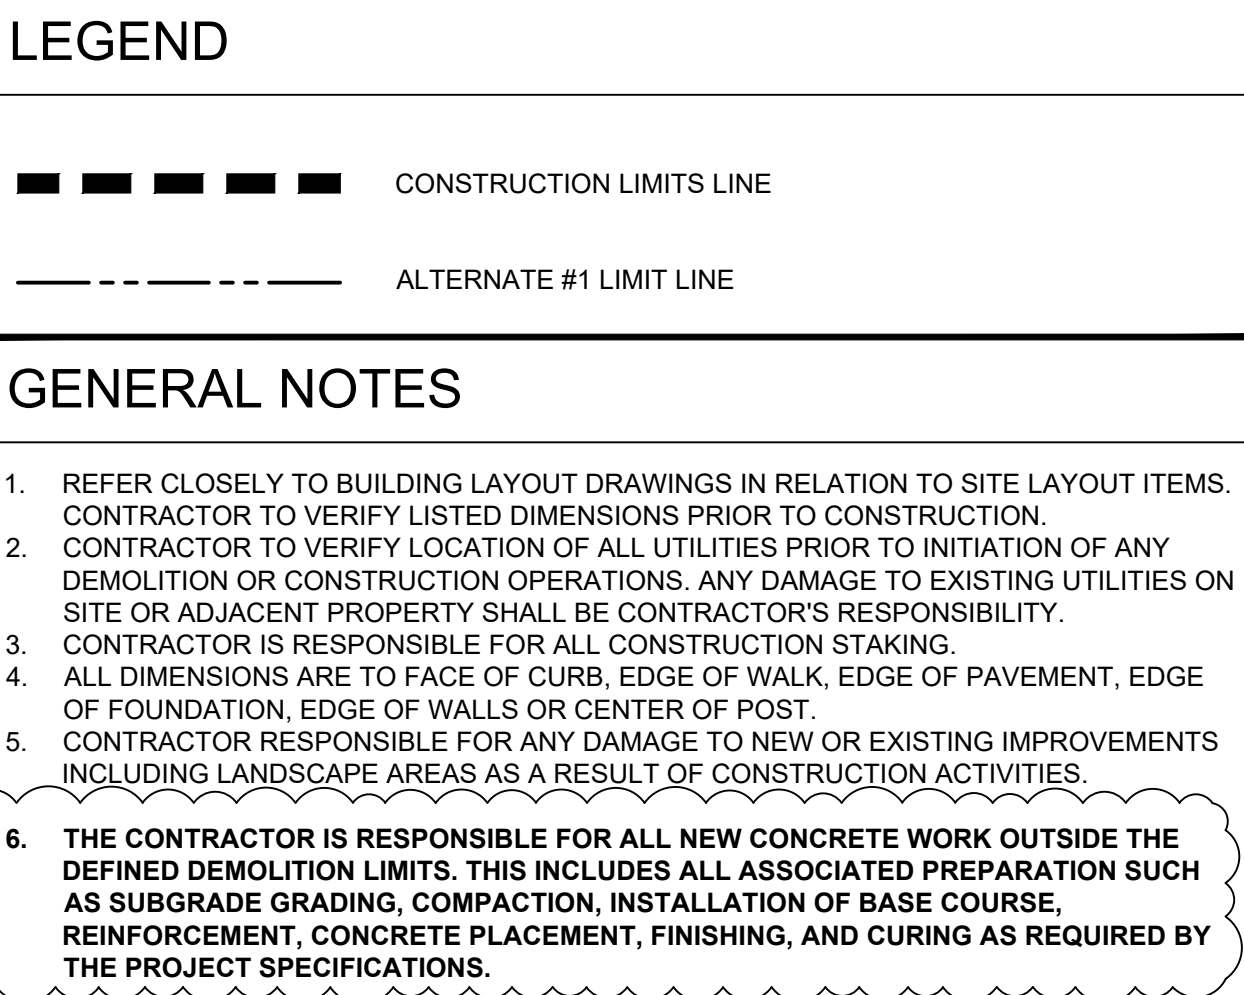 LEGEND
CONSTRUCTION LIMITS LINE
ALTERNATE #1 LIMIT LINE
GENERAL NOTES
1. REFER CLOSELY TO BUILDING LAYOUT DRAWINGS IN RELATION TO SITE LAYOUT ITEMS.
CONTRACTOR TO VERIFY LISTED DIMENSIONS PRIOR TO CONSTRUCTION.
2. CONTRACTOR TO VERIFY LOCATION OF ALL UTILITIES PRIOR TO INITIATION OF ANY
DEMOLITION OR CONSTRUCTION OPERATIONS. ANY DAMAGE TO EXISTING UTILITIES ON
SITE OR ADJACENT PROPERTY SHALL BE CONTRACTOR'S RESPONSIBILITY.
3. CONTRACTOR IS RESPONSIBLE FOR ALL CONSTRUCTION STAKING.
4. ALL DIMENSIONS ARE TO FACE OF CURB, EDGE OF WALK, EDGE OF PAVEMENT, EDGE
OF FOUNDATION, EDGE OF WALLS OR CENTER OF POST.
5. CONTRACTOR RESPONSIBLE FOR ANY DAMAGE TO NEW OR EXISTING IMPROVEMENTS
INCLUDING LANDSCAPE AREAS AS A RESULT OF CONSTRUCTION ACTIVITIES.
6. THE CONTRACTOR IS RESPONSIBLE FOR ALL NEW CONCRETE WORK OUTSIDE THE
DEFINED DEMOLITION LIMITS. THIS INCLUDES ALL ASSOCIATED PREPARATION SUCH
AS SUBGRADE GRADING, COMPACTION, INSTALLATION OF BASE COURSE,
REINFORCEMENT, CONCRETE PLACEMENT, FINISHING, AND CURING AS REQUIRED BY
THE PROJECT SPECIFICATIONS.